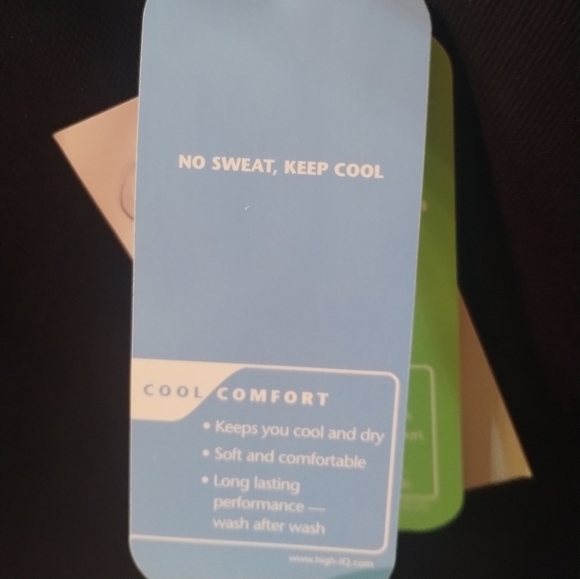 NO SWEAT, KEEP COOL
COOL COMFORT
• Keeps you cool and dry
• Soft and comfortable
• Long lasting
performance —
wash after wash
www.high-IQ.com